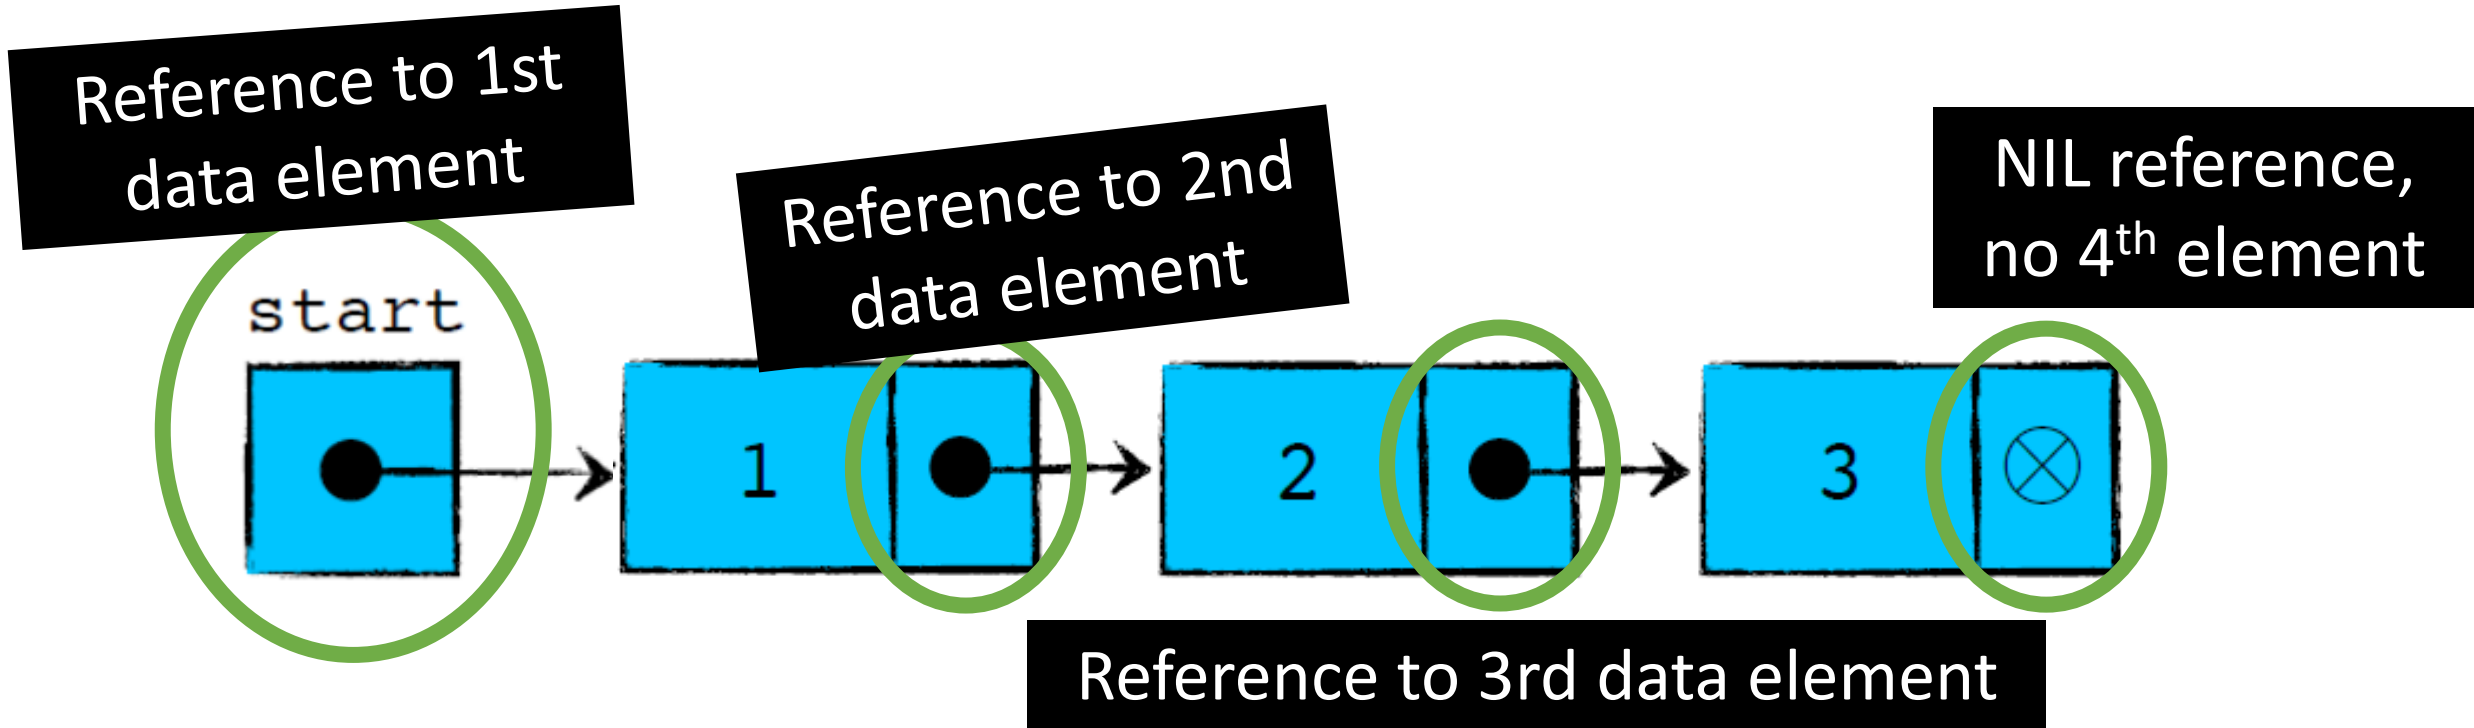 Reference to 1st
data element
Reference to 2nd
data element
NIL reference,
no 4th element
start
1
2
3
Reference to 3rd data element